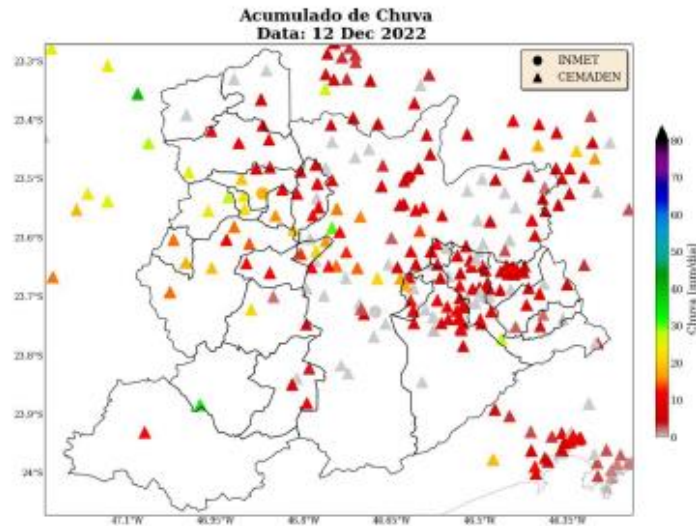 Acumulado de Chuva
Data: 12 Dec 2022
INMET
CEMADEN
23.3°S
23.4°S
23.5°S
23.6°S
23.7°S
23.8°S
23.9°S
24°S
47.1°W
46.95°W
46.8°W
46.65°W
46.5°W
46.35°W
80
70
60
50
40
30
20
10
0
Chuva [mm/dia]